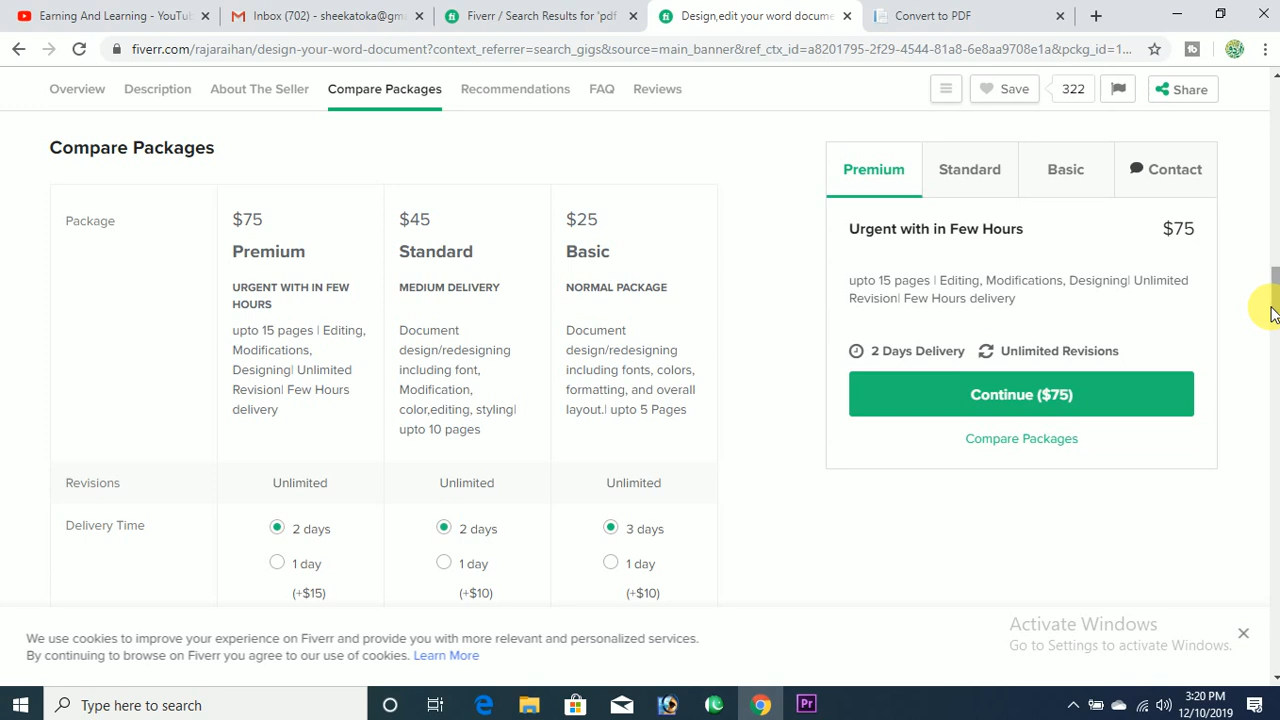 Earning And Learning - YouTu
Inbox (702) - sheekatoka@gm
Fiverr / Search Results for 'pdf
Design,edit your word docume
Convert to PDF
fiverr.com/rajaraihan/design-your-word-document?context_referrer=search_gigs&source=main_banner&ref_ctx_id=a8201795-2f29-4544-81a8-6e8aa9708e1a&pckg_id=1...
Overview
Description
About The Seller
Compare Packages
Recommendations
FAQ
Reviews
Save
322
Share
Compare Packages
Package
$75
Premium
URGENT WITH IN FEW
HOURS
upto 15 pages | Editing,
Modifications,
Designing| Unlimited
Revision| Few Hours
delivery
$45
Standard
MEDIUM DELIVERY
Document
design/redesigning
including font,
Modification,
color,editing, styling|
upto 10 pages
$25
Basic
NORMAL PACKAGE
Document
design/redesigning
including fonts, colors,
formatting, and overall
layout.| upto 5 Pages
Revisions
Unlimited
Unlimited
Unlimited
Delivery Time
2 days
2 days
3 days
1 day
1 day
1 day
(+$15)
(+$10)
(+$10)
Premium
Standard
Basic
Contact
Urgent with in Few Hours
$75
upto 15 pages | Editing, Modifications, Designing| Unlimited
Revision| Few Hours delivery
2 Days Delivery
Unlimited Revisions
Continue ($75)
Compare Packages
We use cookies to improve your experience on Fiverr and provide you with more relevant and personalized services.
By continuing to browse on Fiverr you agree to our use of cookies. Learn More
Activate Windows
Go to Settings to activate Windows.
Type here to search
Pr
3:20 PM
12/10/2019